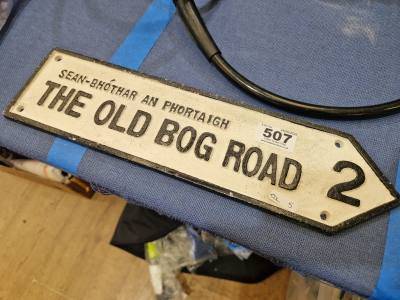 SEAN-BHÓTHAR AN PHORTAIGH
THE OLD BOG ROAD 2
507